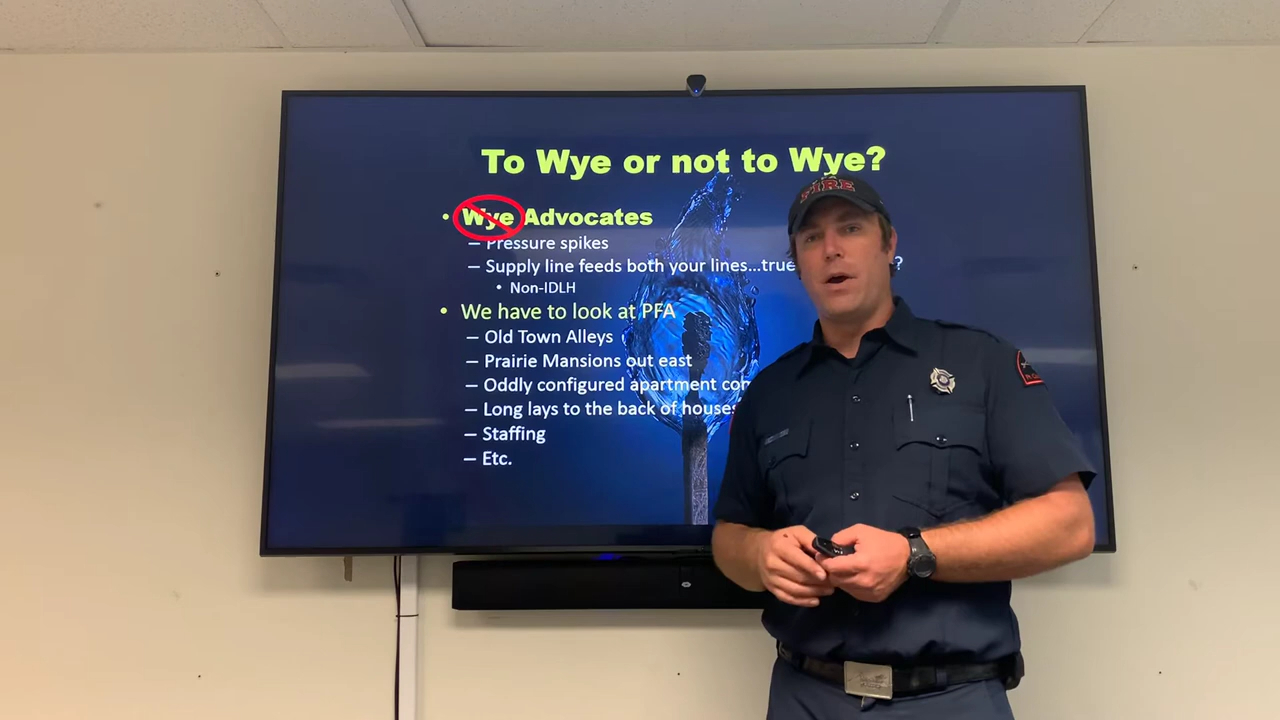 To Wye or not to Wye?
• Wye Advocates
– Pressure spikes
– Supply line feeds both your lines...true ?
• Non-IDLH
• We have to look at PFA
– Old Town Alleys
– Prairie Mansions out east
– Oddly configured apartment
– Long lays to the back of houses
– Staffing
– Etc.
FIRE